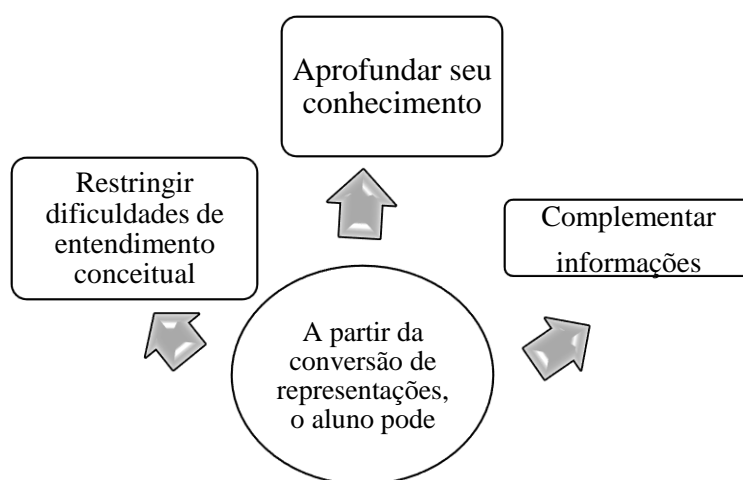 Aprofundar seu
conhecimento
Restringir
dificuldades de
entendimento
conceitual
Complementar
informações
A partir da
conversão de
representações,
o aluno pode